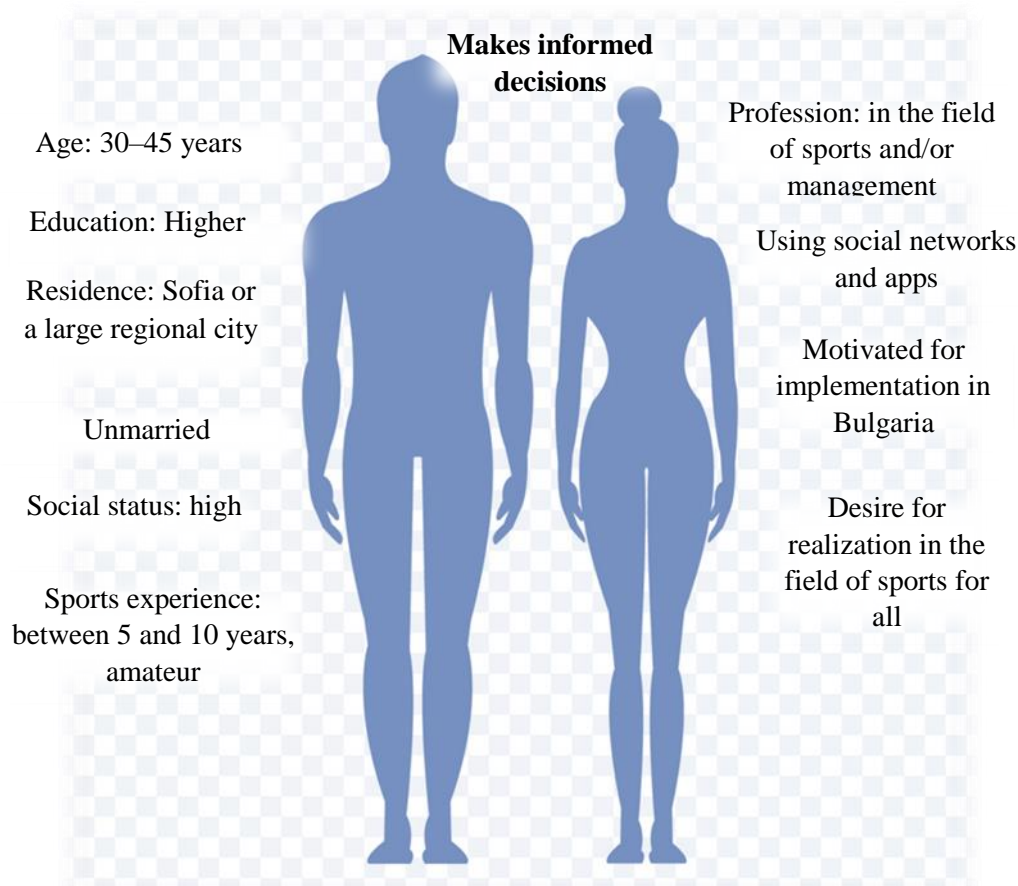 Makes informed
decisions
Age: 30–45 years
Education: Higher
Residence: Sofia or
a large regional city
Unmarried
Social status: high
Sports experience:
between 5 and 10 years,
amateur
Profession: in the field
of sports and/or
management
Using social networks
and apps
Motivated for
implementation in
Bulgaria
Desire for
realization in the
field of sports for
all